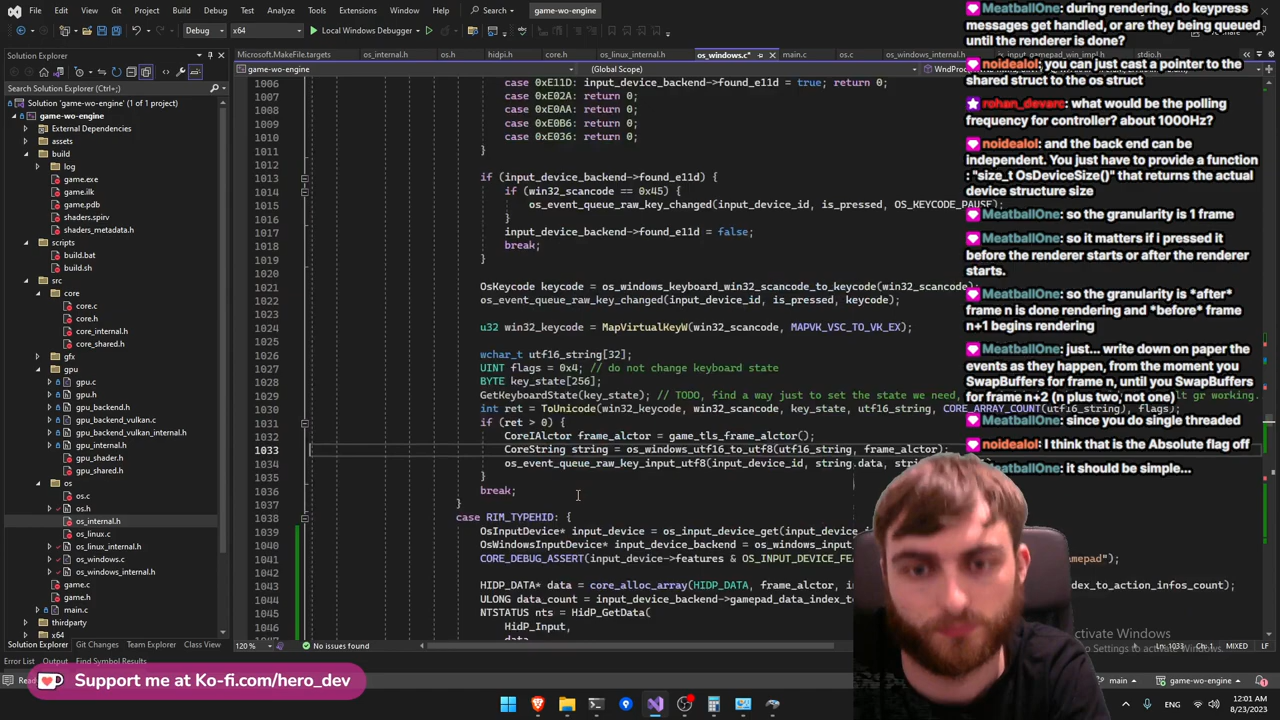 File Edit View Git Project Build Debug Test Analyze Tools Extensions Window Help Search game-wo-engine
Debug x64 Local Windows Debugger
Solution Explorer
Microsoft.MakeFile.targets os_internal.h os.h hidpi.h core.h os_linux_internal.h os_windows.c* main.c os.c os_windows_internal.h stdio.h
game-wo-engine (Global Scope)
Search Solution Explorer (Ctrl+;)
Solution 'game-wo-engine' (1 of 1 project)
game-wo-engine
External Dependencies
assets
build
log
game.exe
game.ilk
game.pdb
shaders.spirv
shaders_metadata.h
scripts
build.bat
build.sh
src
core
core.c
core.h
core_internal.h
core_shared.h
gfx
gpu
gpu.c
gpu.h
gpu_backend.h
gpu_backend_vulkan.c
gpu_backend_vulkan_internal.h
gpu_internal.h
gpu_shader.h
gpu_shared.h
os
os.c
os.h
os_internal.h
os_linux.c
os_linux_internal.h
os_windows.c
os_windows_internal.h
game.c
game.h
main.c
thirdparty
x64
Solution Explorer Git Changes Team Explorer Class View
Error List Output Find Symbol Results
1006 case 0xE11D: input_device_backend->found_e11d = true; return 0;
1007 case 0xE02A: return 0;
1008 case 0xE0AA: return 0;
1009 case 0xE0B6: return 0;
1010 case 0xE036: return 0;
1011 }
1012
1013 if (input_device_backend->found_e11d) {
1014 if (win32_scancode == 0x45) {
1015 os_event_queue_raw_key_changed(input_device_id, is_pressed, OS_KEYCODE_PAUSE);
1016 }
1017 input_device_backend->found_e11d = false;
1018 break;
1019 }
1020
1021 OsKeycode keycode = os_windows_keyboard_win32_scancode_to_keycode(win32_scancode);
1022 os_event_queue_raw_key_changed(input_device_id, is_pressed, keycode);
1023
1024 u32 win32_keycode = MapVirtualKeyW(win32_scancode, MAPVK_VSC_TO_VK_EX);
1025
1026 wchar_t utf16_string[32];
1027 UINT flags = 0x4; // do not change keyboard state
1028 BYTE key_state[256];
1029 GetKeyboardState(key_state); // TODO, find a way just to set the state we need, lt gr working.
1030 int ret = ToUnicode(win32_keycode, win32_scancode, key_state, utf16_string, CORE_ARRAY_COUNT(utf16_string), flags);
1031 if (ret > 0) {
1032 CoreIAlctor frame_alctor = game_tls_frame_alctor();
1033 CoreString string = os_windows_utf16_to_utf8(utf16_string, frame_alctor);
1034 os_event_queue_raw_key_input_utf8(input_device_id, string.data, str
1035 }
1036 break;
1037 }
1038 case RIM_TYPEHID: {
1039 OsInputDevice* input_device = os_input_device_get(input_device_i
1040 OsWindowsInputDevice* input_device_backend = os_windows_input
1041 CORE_DEBUG_ASSERT(input_device->features & OS_INPUT_DEVICE_FEA epad");
1042
1043 HIDP_DATA* data = core_alloc_array(HIDP_DATA, frame_alctor, in dex_to_action_infos_count);
1044 ULONG data_count = input_device_backend->gamepad_data_index_to
1045 NTSTATUS nts = HidP_GetData(
1046 HidP_Input,
data
120 % No issues found Ln: 1033 MIXED LF
main game-wo-engine
MeatballOne: during rendering, do keypress
messages get handled, or are they being queued
until the renderer is done?
noidealol: you can just cast a pointer to the
shared struct to the os struct
rohan_devarc: what would be the polling
frequency for controller? about 1000Hz?
noidealol: and the back end can be
independent. You just have to provide a function
: "size_t OsDeviceSize()" that returns the actual
device structure size
MeatballOne: so the granularity is 1 frame
MeatballOne: so it matters if i pressed it
before the renderer starts or after the renderer
starts.
MeatballOne: so the granularity is *after*
frame n is done rendering and *before* frame
n+1 begins rendering
MeatballOne: just... write down on paper the
events as they happen, from the moment you
SwapBuffers for frame n, until you SwapBuffers
for frame n+2 (n plus two, not one)
MeatballOne: since you do single threaded
noidealol: I think that is the Absolute flag off
MeatballOne: it should be simple...
ctivate Windows
o Settings to activate Windows.
Support me at Ko-fi.com/hero_dev
12:01 AM
8/23/2023